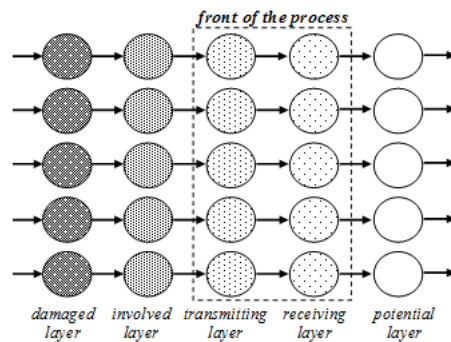 front of the process
damaged involved transmitting receiving potential
layer layer layer layer layer